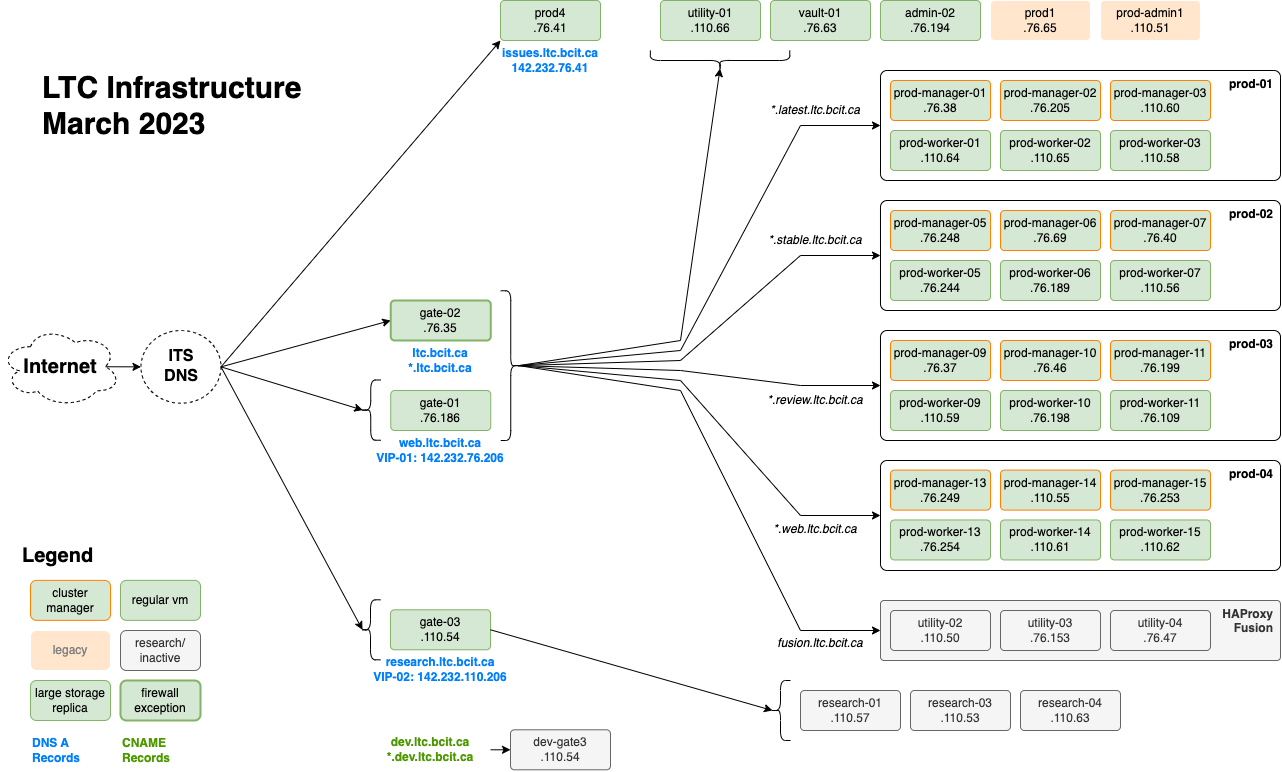 LTC Infrastructure
March 2023
prod4
.76.41
issues.ltc.bcit.ca
142.232.76.41
utility-01
.110.66
vault-01
.76.63
admin-02
.76.194
prod1
.76.65
prod-admin1
.110.51
*.latest.ltc.bcit.ca
prod-01
prod-manager-01
.76.38
prod-manager-02
.76.205
prod-manager-03
.110.60
prod-worker-01
.110.64
prod-worker-02
.110.65
prod-worker-03
.110.58
*.stable.ltc.bcit.ca
prod-02
prod-manager-05
.76.248
prod-manager-06
.76.69
prod-manager-07
.76.40
prod-worker-05
.76.244
prod-worker-06
.76.189
prod-worker-07
.110.56
Internet
ITS
DNS
gate-02
.76.35
ltc.bcit.ca
*.ltc.bcit.ca
gate-01
.76.186
web.ltc.bcit.ca
VIP-01: 142.232.76.206
*.review.ltc.bcit.ca
prod-03
prod-manager-09
.76.37
prod-manager-10
.76.46
prod-manager-11
.76.199
prod-worker-09
.110.59
prod-worker-10
.76.198
prod-worker-11
.76.109
*.web.ltc.bcit.ca
prod-04
prod-manager-13
.76.249
prod-manager-14
.110.55
prod-manager-15
.76.253
prod-worker-13
.76.254
prod-worker-14
.110.61
prod-worker-15
.110.62
fusion.ltc.bcit.ca
HAProxy
Fusion
utility-02
.110.50
utility-03
.76.153
utility-04
.76.47
gate-03
.110.54
research.ltc.bcit.ca
VIP-02: 142.232.110.206
research-01
.110.57
research-03
.110.53
research-04
.110.63
dev.ltc.bcit.ca
*.dev.ltc.bcit.ca
dev-gate3
.110.54
Legend
cluster
manager
regular vm
legacy
research/
inactive
large storage
replica
firewall
exception
DNS A
Records
CNAME
Records